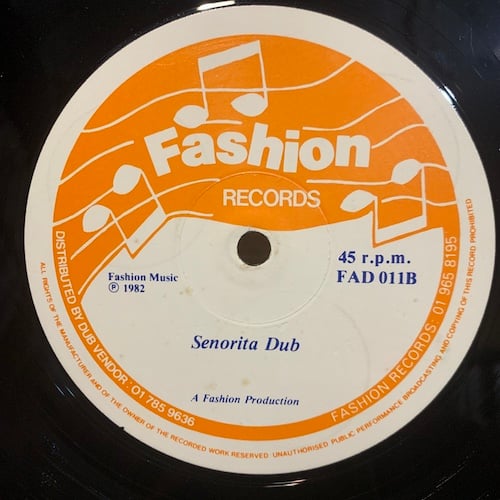 Fashion
RECORDS
45 r.p.m.
FAD 011B
Fashion Music
℗ 1982
Senorita Dub
A Fashion Production
DISTRIBUTED BY DUB VENDOR: 01 785 9636
FASHION RECORDS: 01 965 8195
ALL RIGHTS OF THE MANUFACTURER AND OF THE OWNER OF THE RECORDED WORK RESERVED · UNAUTHORISED PUBLIC PERFORMANCE BROADCASTING AND COPYING OF THIS RECORD PROHIBITED